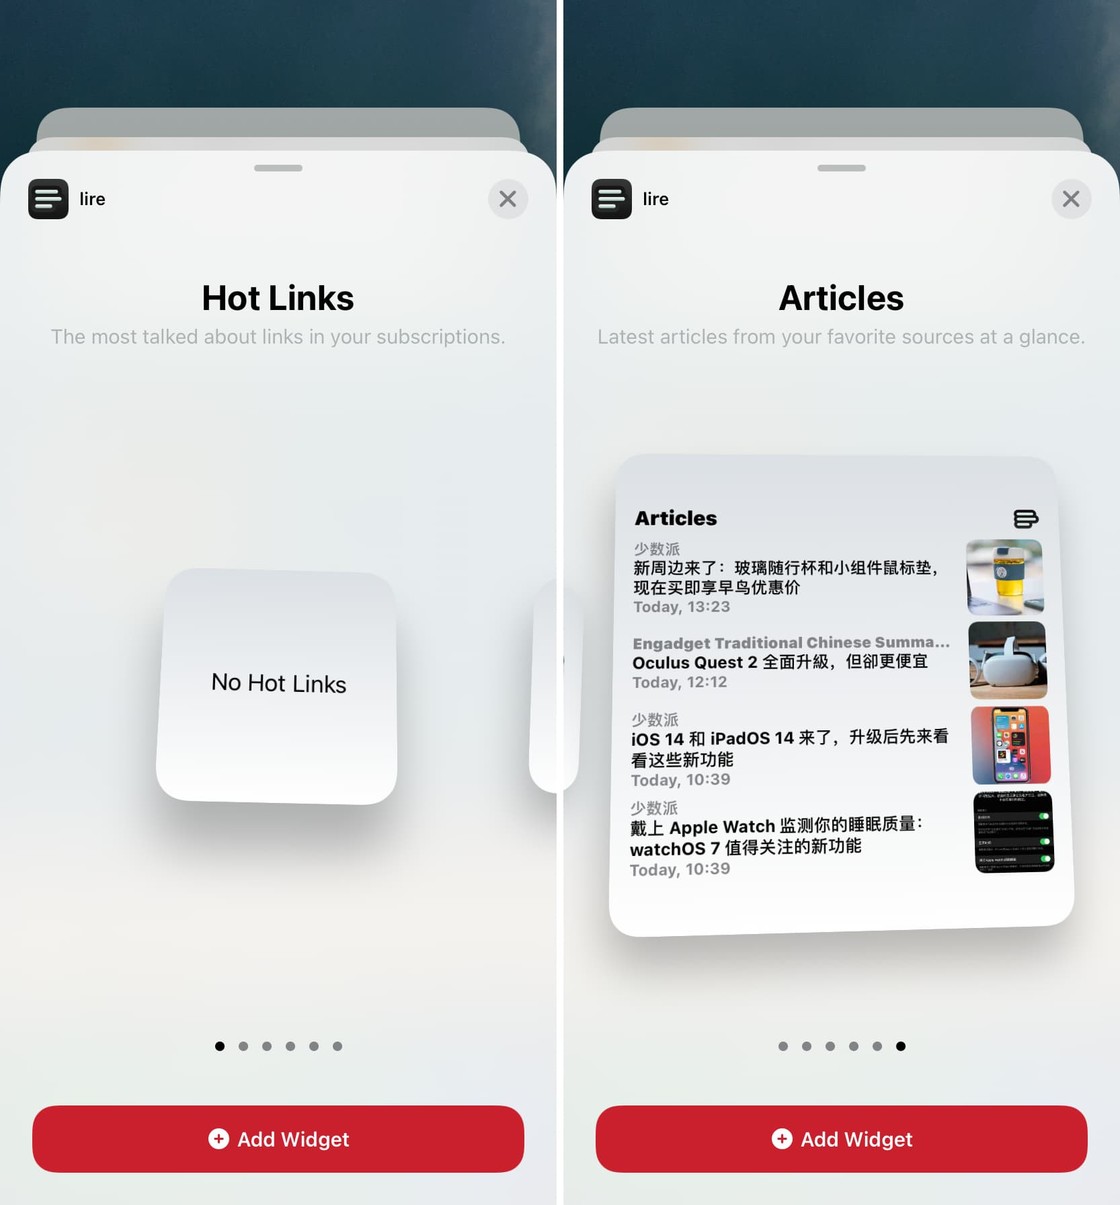 lire
Hot Links
The most talked about links in your subscriptions.
No Hot Links
Add Widget
lire
Articles
Latest articles from your favorite sources at a glance.
Articles
少数派
新周边来了：玻璃随行杯和小组件鼠标垫，
现在买即享早鸟优惠价
Today, 13:23
Engadget Traditional Chinese Summa...
Oculus Quest 2 全面升級，但卻更便宜
Today, 12:12
少数派
iOS 14 和 iPadOS 14 来了，升级后先来看
看这些新功能
Today, 10:39
少数派
戴上 Apple Watch 监测你的睡眠质量：
watchOS 7 值得关注的新功能
Today, 10:39
Add Widget